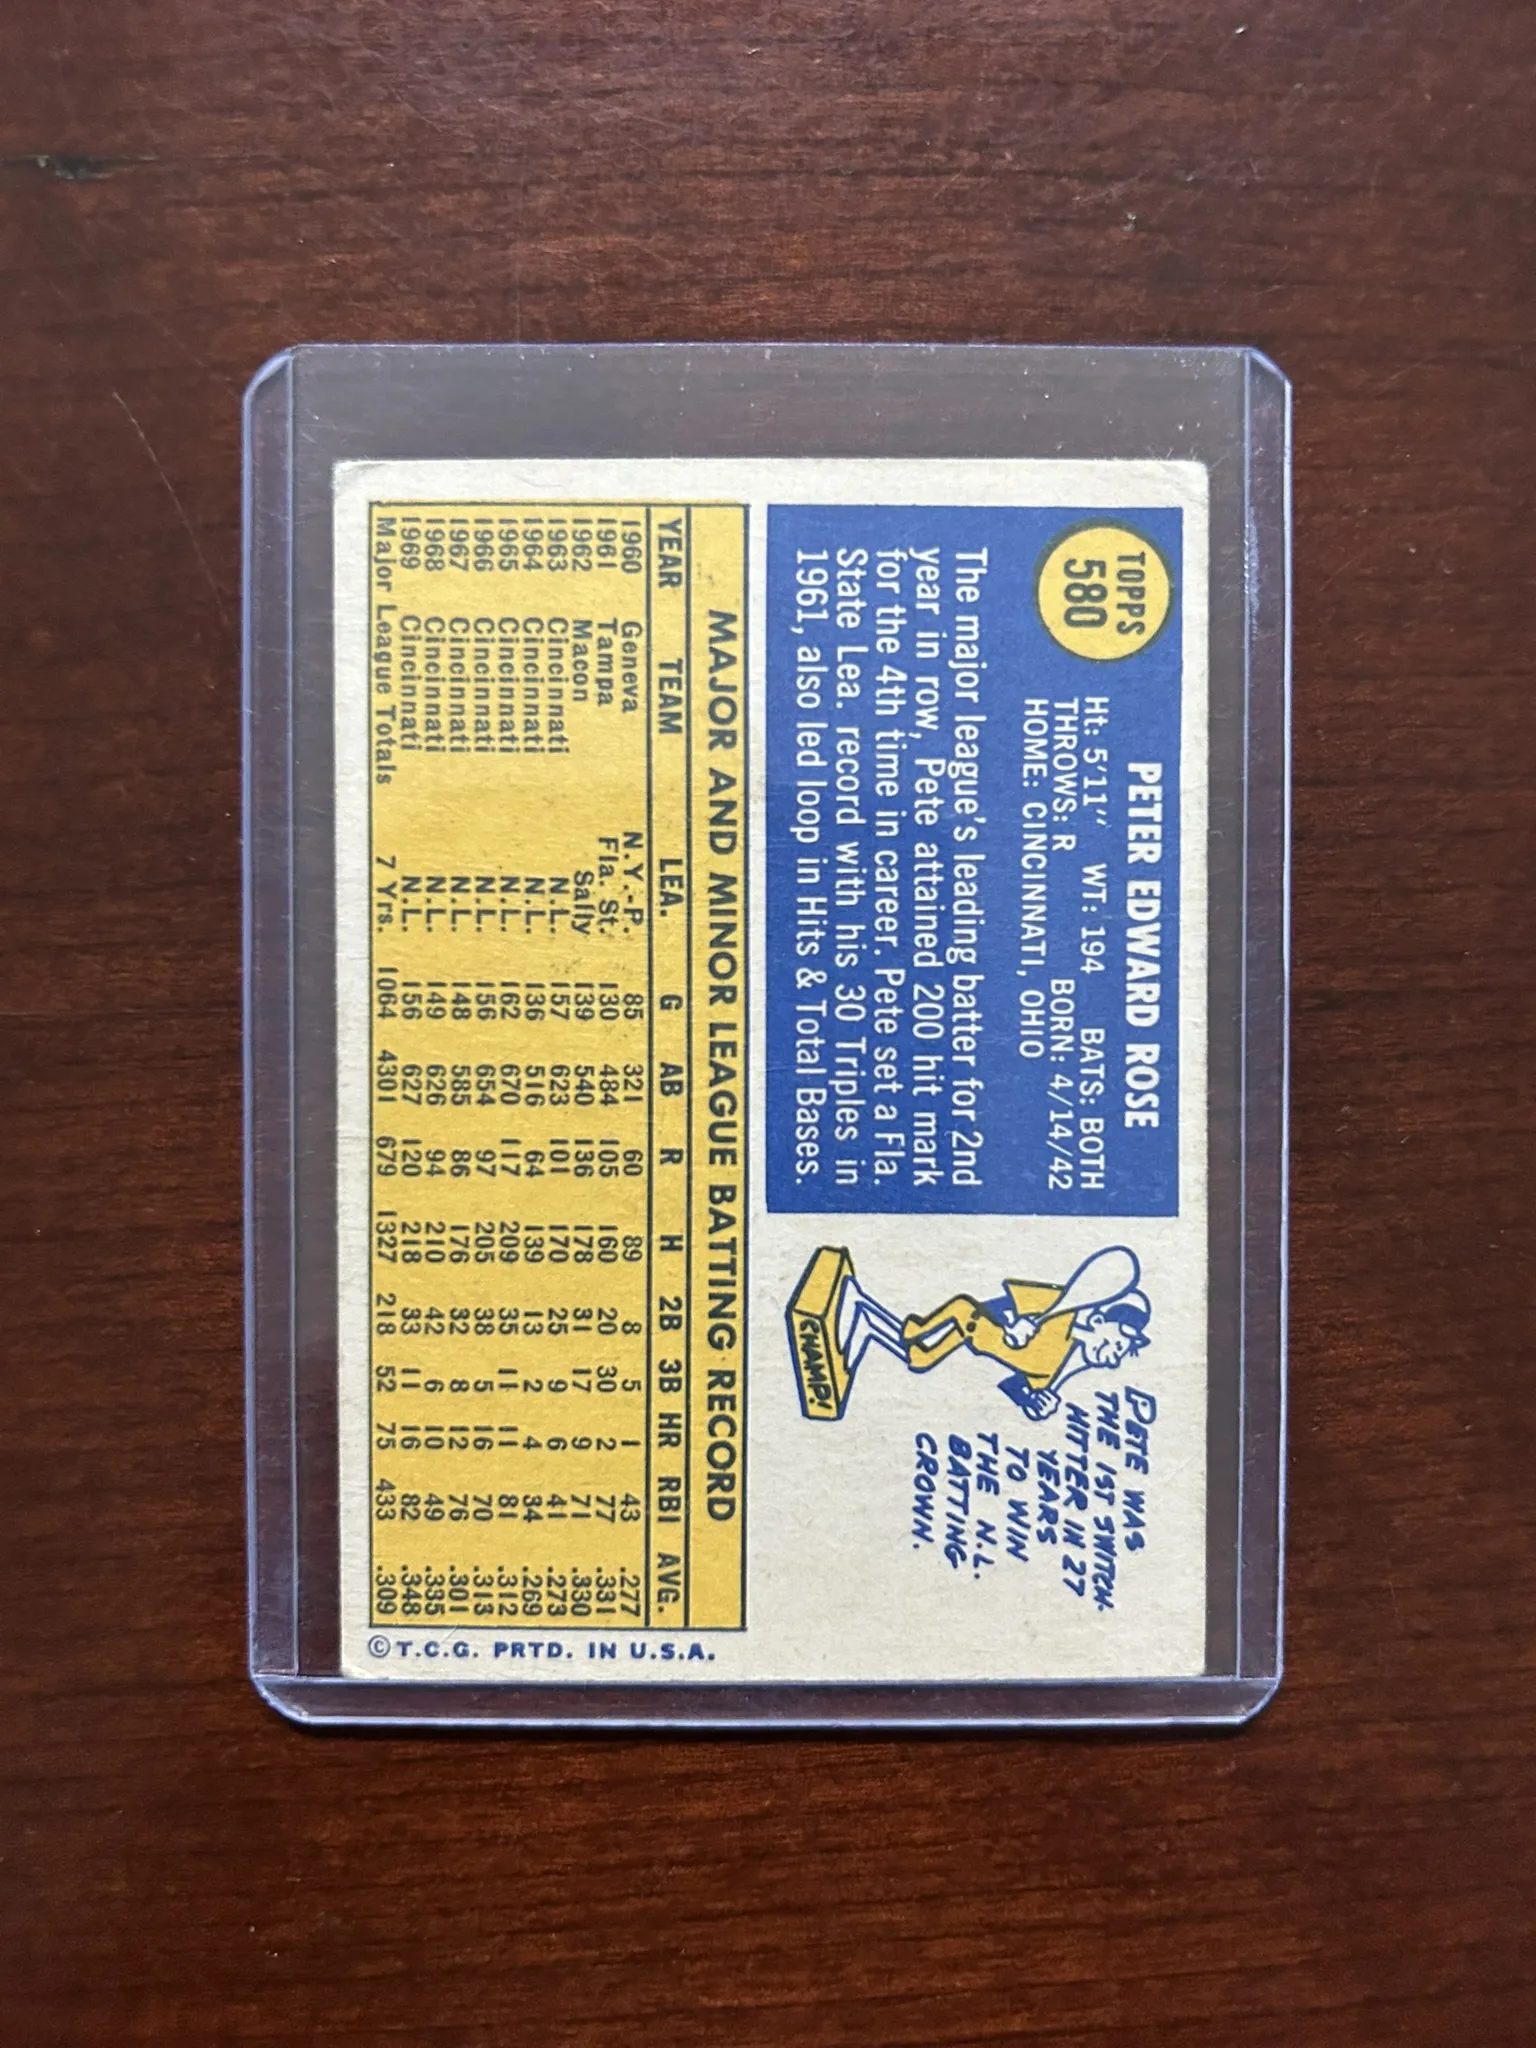 TOPPS
580
PETER EDWARD ROSE
Ht: 5'11" WT: 194 BATS: BOTH
THROWS: R BORN: 4/14/42
HOME: CINCINNATI, OHIO
The major league's leading batter for 2nd
year in row, Pete attained 200 hit mark
for the 4th time in career. Pete set a Fla.
State Lea. record with his 30 Triples in
1961, also led loop in Hits & Total Bases.
PETE WAS
THE 1ST SWITCH-
HITTER IN 27
YEARS
TO WIN
THE N.L.
BATTING
CROWN.
CHAMP!
MAJOR AND MINOR LEAGUE BATTING RECORD
YEAR TEAM LEA. G AB R H 2B 3B HR RBI AVG.
1960 Geneva N.Y.-P. 85 321 60 89 8 5 1 43 .277
1961 Tampa Fla. St. 130 484 105 160 20 30 2 77 .331
1962 Macon Sally 139 540 136 178 31 17 9 71 .330
1963 Cincinnati N.L. 157 623 101 170 25 9 6 41 .273
1964 Cincinnati N.L. 136 516 64 139 13 2 4 34 .269
1965 Cincinnati N.L. 162 670 117 209 35 11 11 81 .312
1966 Cincinnati N.L. 156 654 97 205 38 5 16 70 .313
1967 Cincinnati N.L. 148 585 86 176 32 8 12 76 .301
1968 Cincinnati N.L. 149 626 94 210 42 6 10 49 .335
1969 Cincinnati N.L. 156 627 120 218 33 11 16 82 .348
Major League Totals 7 Yrs. 1064 4301 679 1327 218 52 75 433 .309
© T.C.G. PRTD. IN U.S.A.